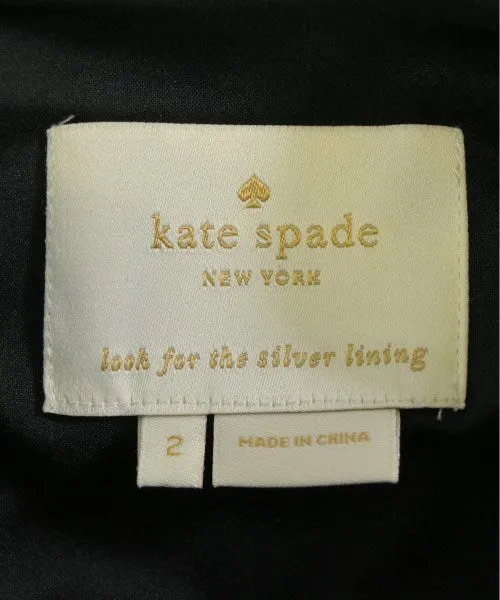 kate spade
NEW YORK
look for the silver lining
2
MADE IN CHINA